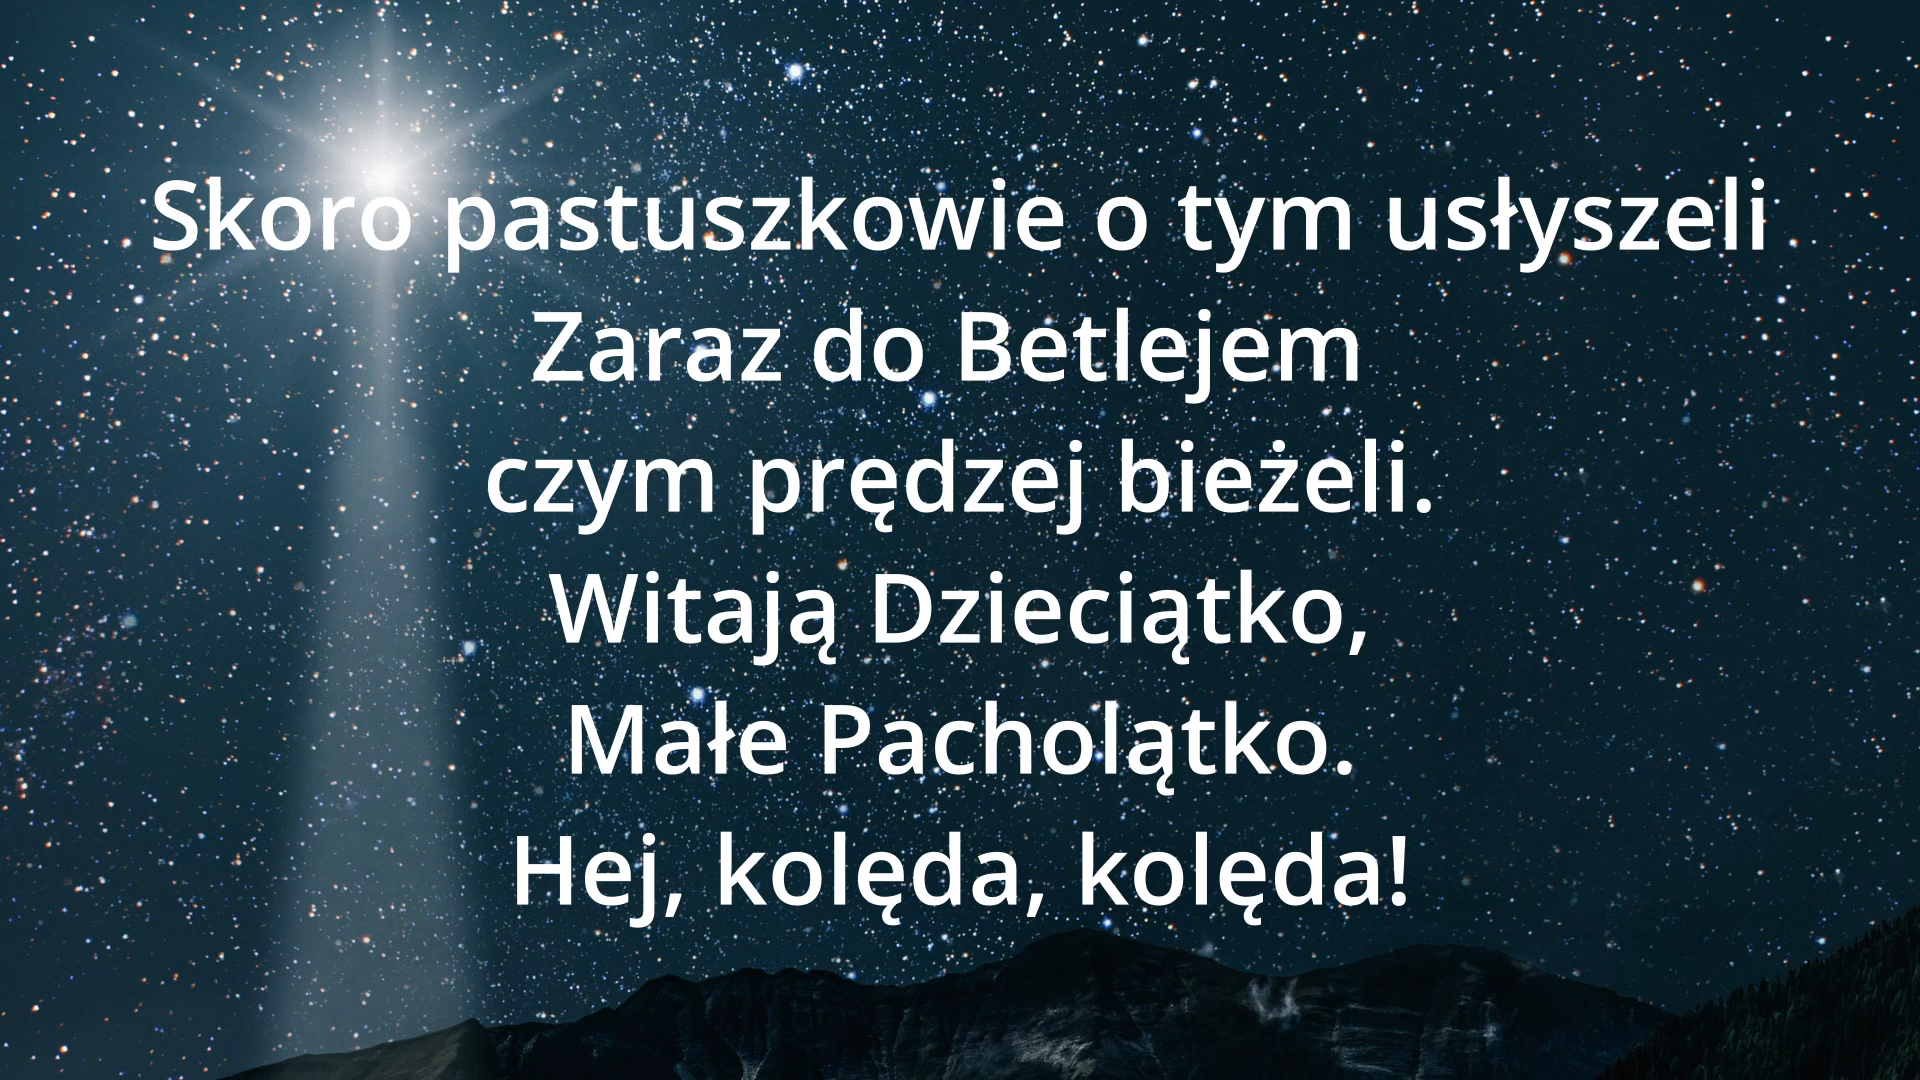 Skoro pastuszkowie o tym usłyszeli
Zaraz do Betlejem
czym prędzej bieżeli.
Witają Dzieciątko,
Małe Pacholątko.
Hej, kolęda, kolęda!